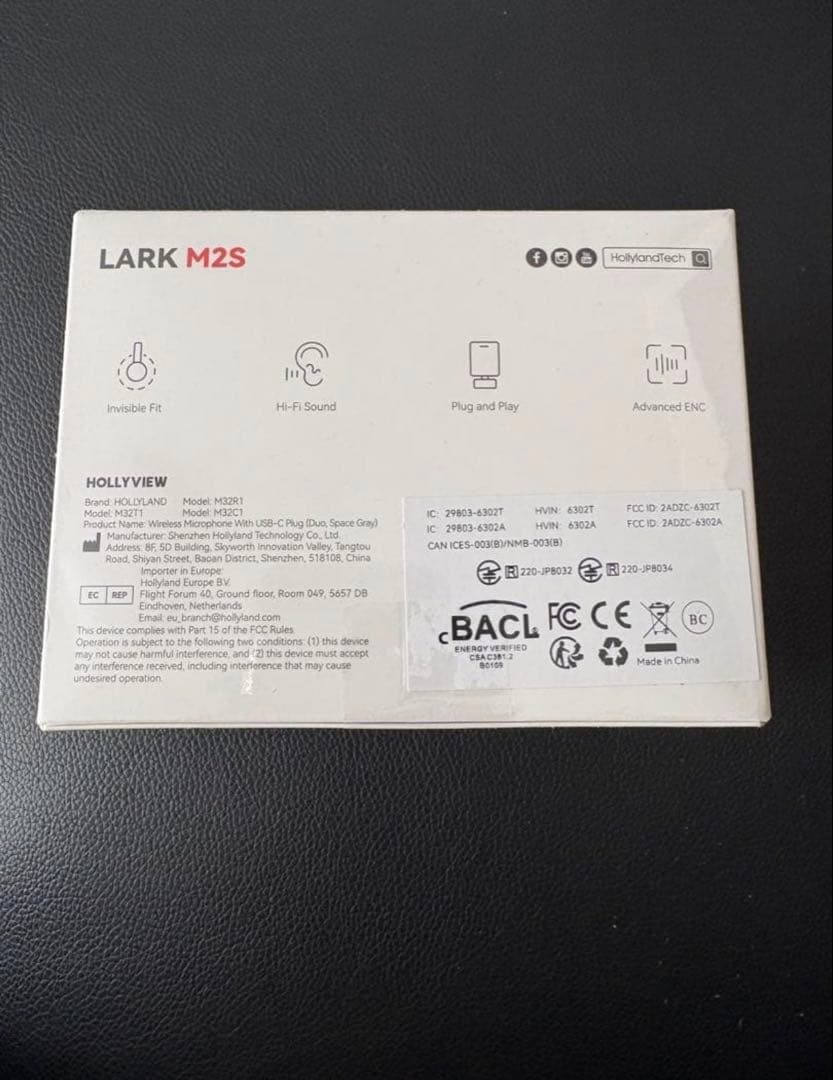 LARK M2S
HollylandTech
Invisible Fit
Hi-Fi Sound
Plug and Play
Advanced ENC
HOLLYVIEW
Brand: HOLLYLAND Model: M32R1
Model: M32T1 Model: M32C1
Product Name: Wireless Microphone With USB-C Plug (Duo, Space Gray)
Manufacturer: Shenzhen Hollyland Technology Co., Ltd.
Address: 8F, 5D Building, Skyworth Innovation Valley, Tangtou
Road, Shiyan Street, Baoan District, Shenzhen, 518108, China
Importer in Europe:
Hollyland Europe B.V.
EC REP
Flight Forum 40, Ground floor, Room 049, 5657 DB
Eindhoven, Netherlands
Email: eu_branch@hollyland.com
This device complies with Part 15 of the FCC Rules.
Operation is subject to the following two conditions: (1) this device
may not cause harmful interference, and (2) this device must accept
any interference received, including interference that may cause
undesired operation.
IC: 29803-6302T HVIN: 6302T FCC ID: 2ADZC-6302T
IC: 29803-6302A HVIN: 6302A FCC ID: 2ADZC-6302A
CAN ICES-003(B)/NMB-003(B)
R 220-JP8032 R 220-JP8034
cBACL
ENERGY VERIFIED
CSA C381.2
B0109
FC CE BC
Made in China